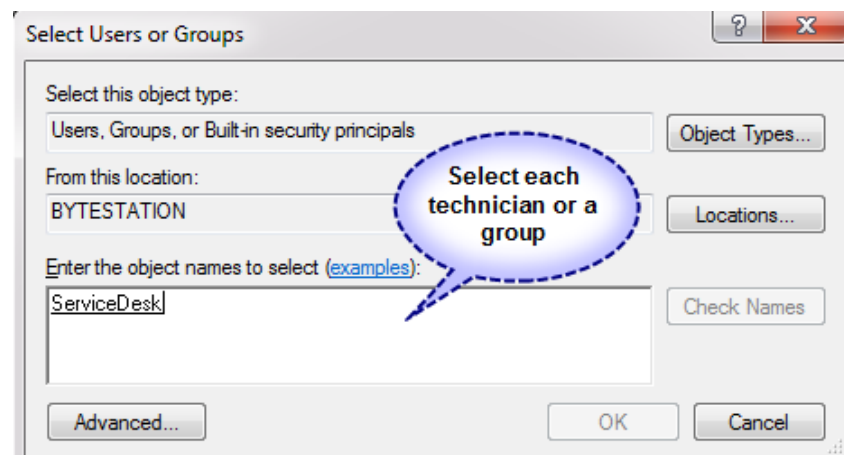 Select Users or Groups
Select this object type:
Users, Groups, or Built-in security principals
Object Types...
From this location:
BYTESTATION
Locations...
Select each
technician or a
group
Enter the object names to select (examples):
ServiceDesk
Check Names
Advanced...
OK
Cancel